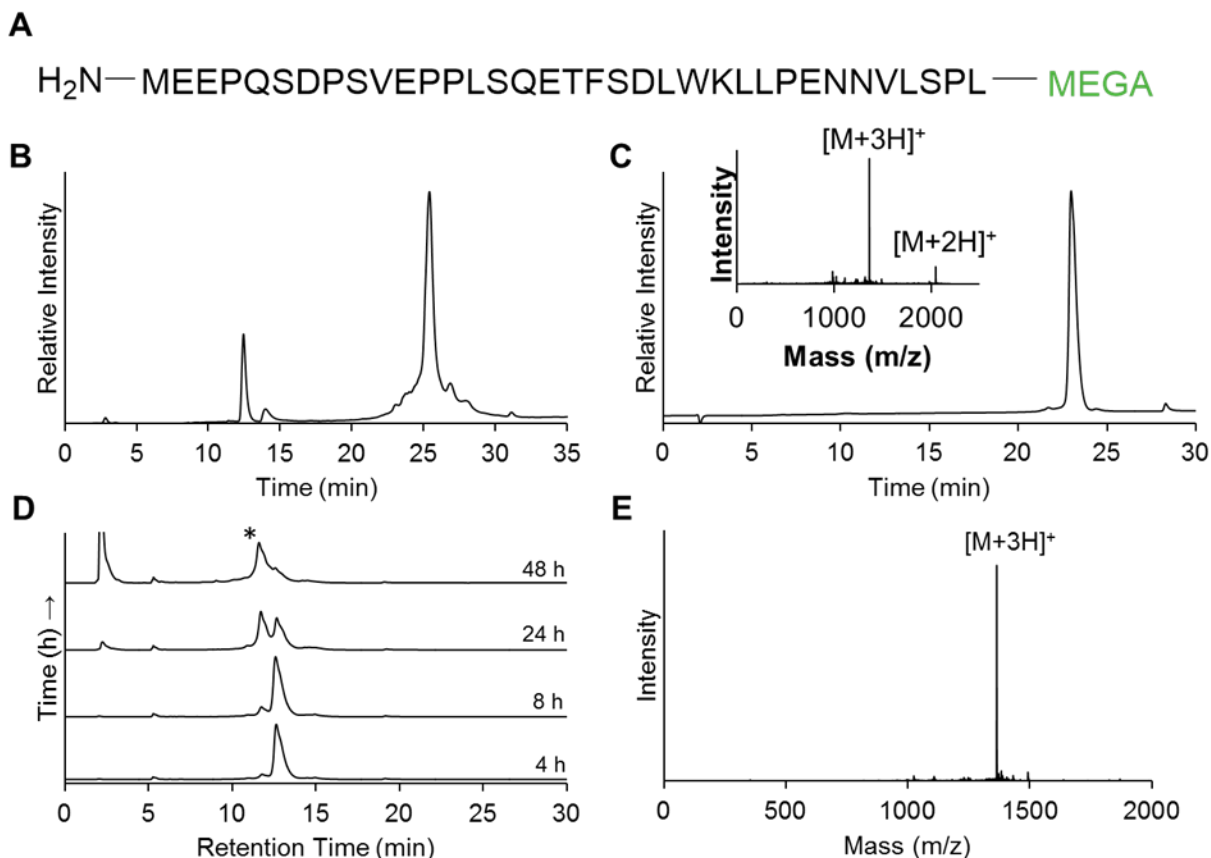 A
H₂N — MEEPQSDPSVEPPLSQETFSDLWKLLPENNVLSPL — MEGA
B
Relative Intensity
0 5 10 15 20 25 30 35
Time (min)
C
Relative Intensity
[M+3H]⁺
[M+2H]⁺
Intensity
0 1000 2000
Mass (m/z)
0 5 10 15 20 25 30
Time (min)
D
Time (h) →
*
48 h
24 h
8 h
4 h
0 5 10 15 20 25 30
Retention Time (min)
E
[M+3H]⁺
Intensity
0 500 1000 1500 2000
Mass (m/z)